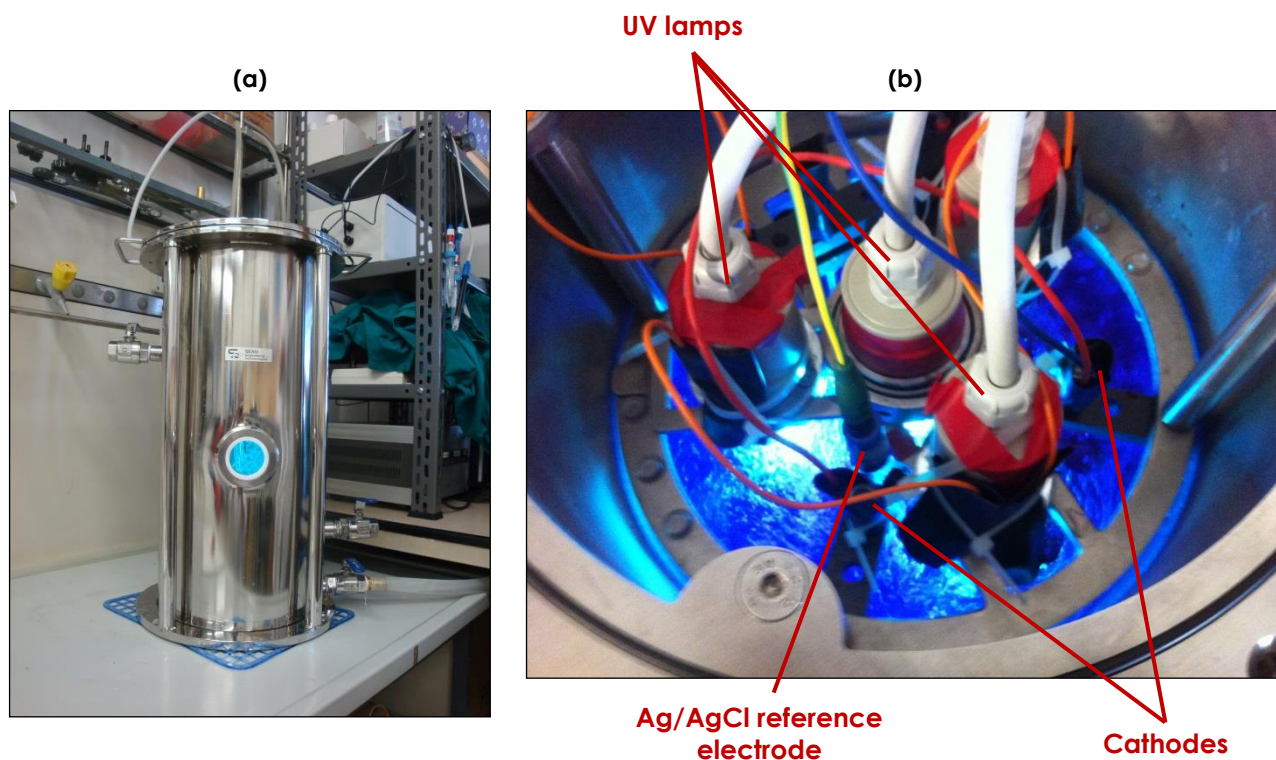 UV lamps
(a)
(b)
Ag/AgCl reference
electrode
Cathodes